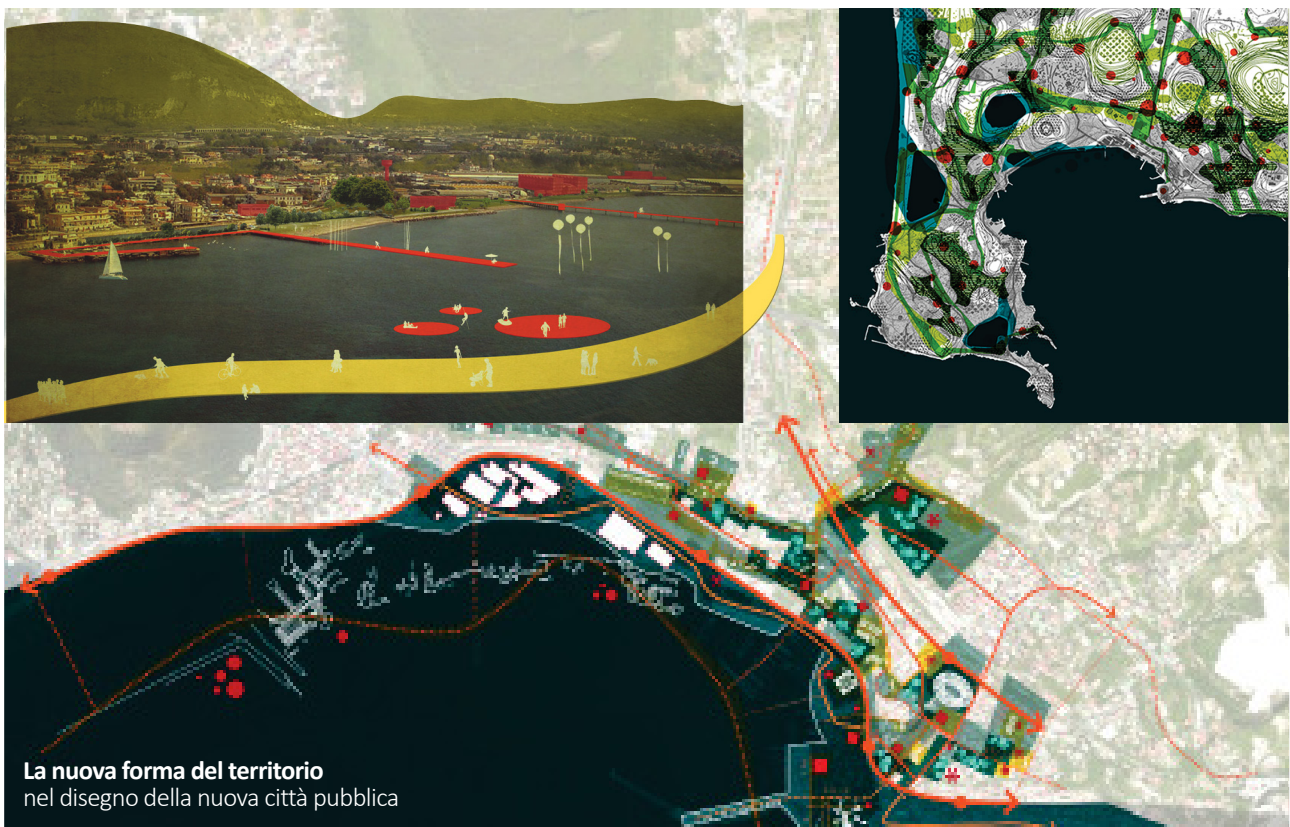 La nuova forma del territorio
nel disegno della nuova città pubblica